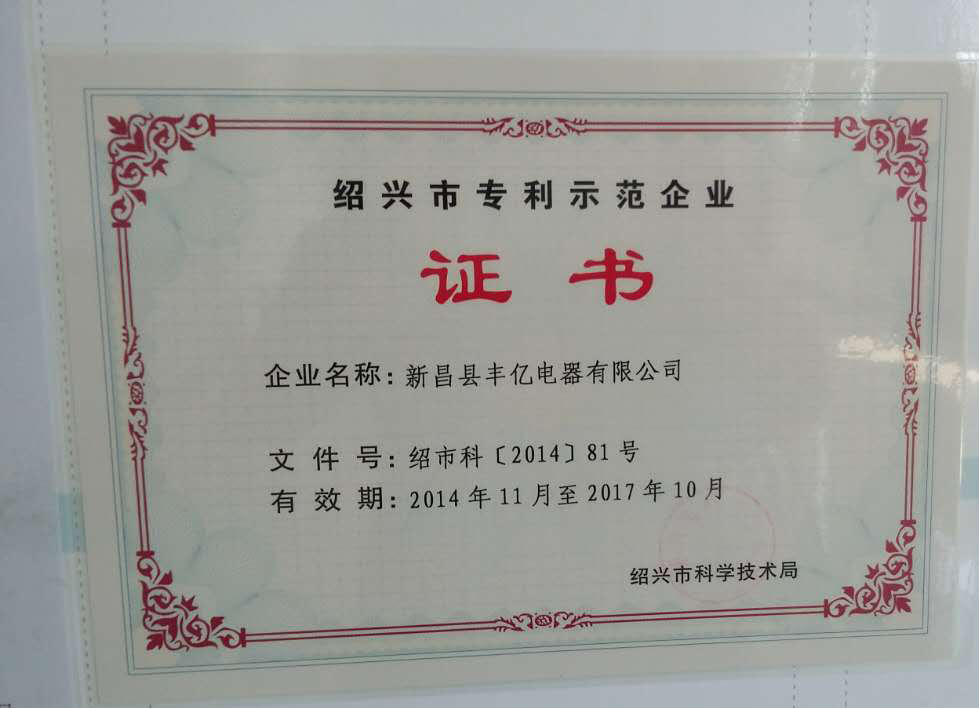 绍兴市专利示范企业
证书
企业名称：新昌县丰亿电器有限公司
文件号：绍市科〔2014〕81号
有效期：2014年11月至2017年10月
绍兴市科学技术局